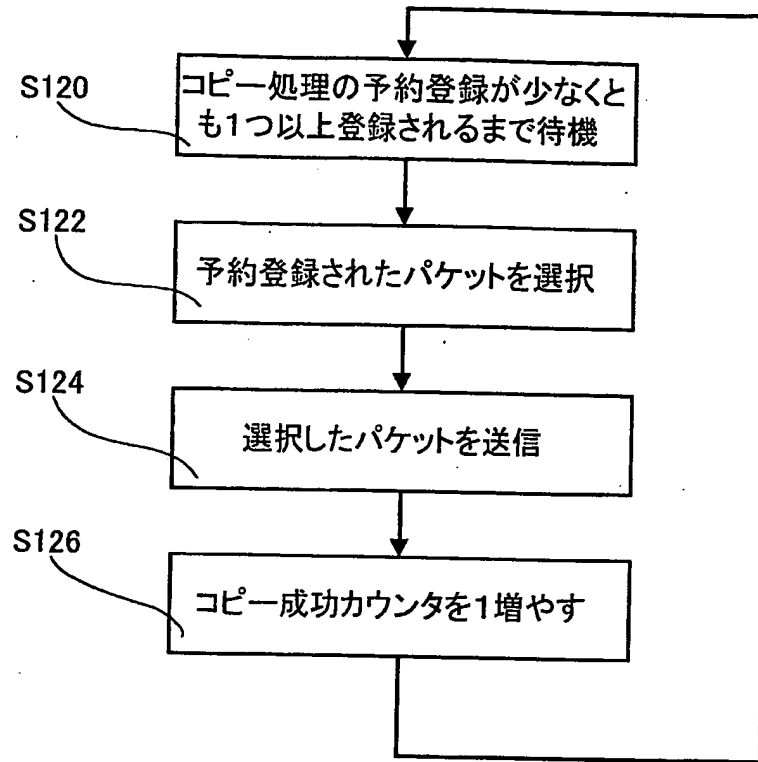 S120
コピー処理の予約登録が少なくと
も1つ以上登録されるまで待機
S122
予約登録されたパケットを選択
S124
選択したパケットを送信
S126
コピー成功カウンタを1増やす